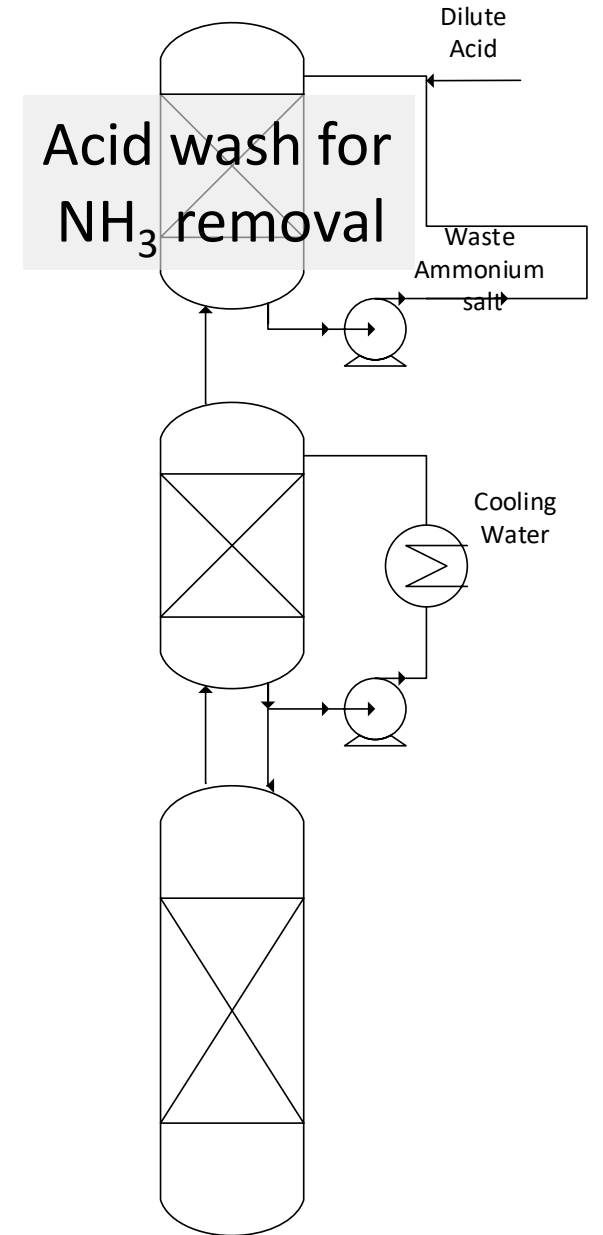 Dilute
Acid
Acid wash for
NH₃ removal
Waste
Ammonium
salt
Cooling
Water